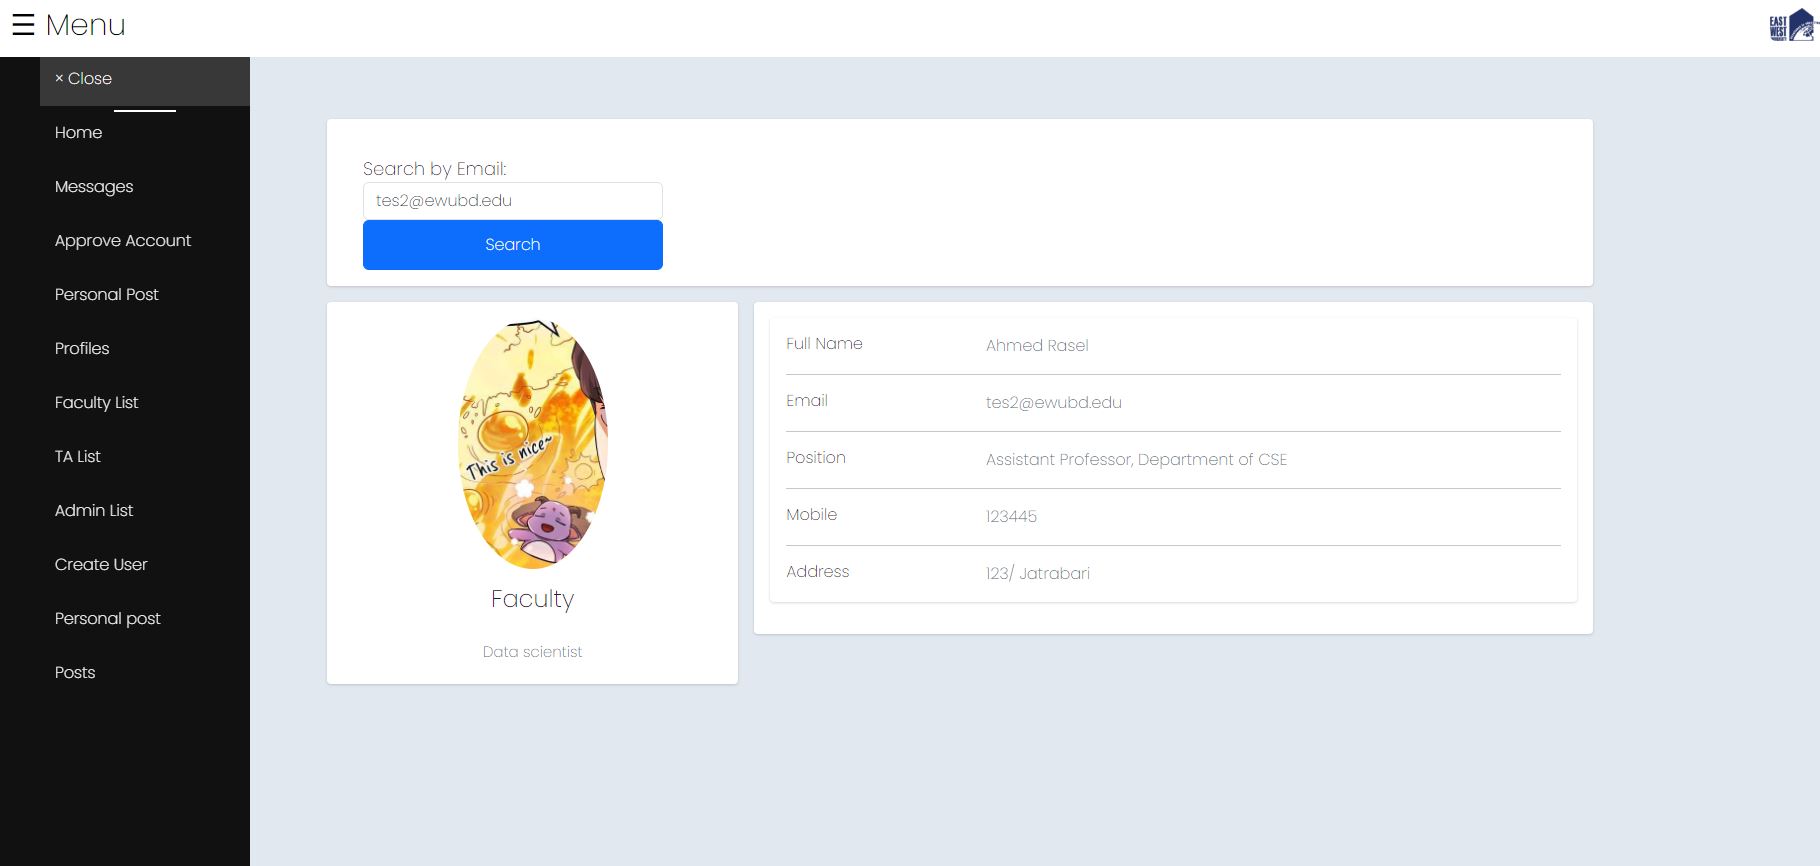 ☰ Menu
EAST
WEST
UNIVERSITY
× Close
Home
Messages
Approve Account
Personal Post
Profiles
Faculty List
TA List
Admin List
Create User
Personal post
Posts
Search by Email:
tes2@ewubd.edu
Search
This is nice~
Faculty
Data scientist
Full Name Ahmed Rasel
Email tes2@ewubd.edu
Position Assistant Professor, Department of CSE
Mobile 123445
Address 123/ Jatrabari